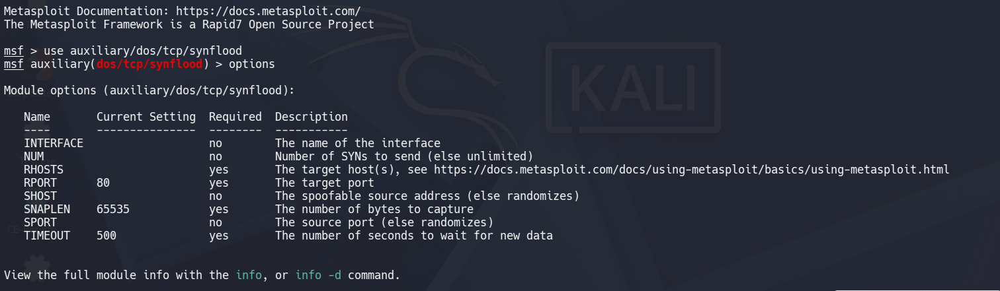 Metasploit Documentation: https://docs.metasploit.com/
The Metasploit Framework is a Rapid7 Open Source Project
msf > use auxiliary/dos/tcp/synflood
msf auxiliary(dos/tcp/synflood) > options
Module options (auxiliary/dos/tcp/synflood):
Name Current Setting Required Description
---- --------------- -------- -----------
INTERFACE no The name of the interface
NUM no Number of SYNs to send (else unlimited)
RHOSTS yes The target host(s), see https://docs.metasploit.com/docs/using-metasploit/basics/using-metasploit.html
RPORT 80 yes The target port
SHOST no The spoofable source address (else randomizes)
SNAPLEN 65535 yes The number of bytes to capture
SPORT no The source port (else randomizes)
TIMEOUT 500 yes The number of seconds to wait for new data
View the full module info with the info, or info -d command.
KALI